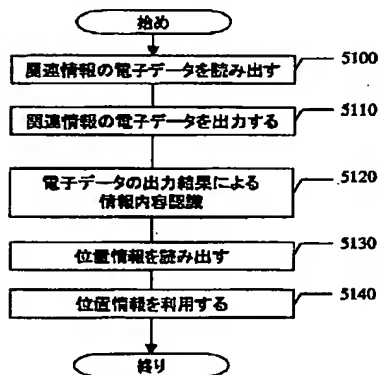 始め
関連情報の電子データを読み出す
5100
関連情報の電子データを出力する
5110
電子データの出力結果による
情報内容認識
5120
位置情報を読み出す
5130
位置情報を利用する
5140
終り